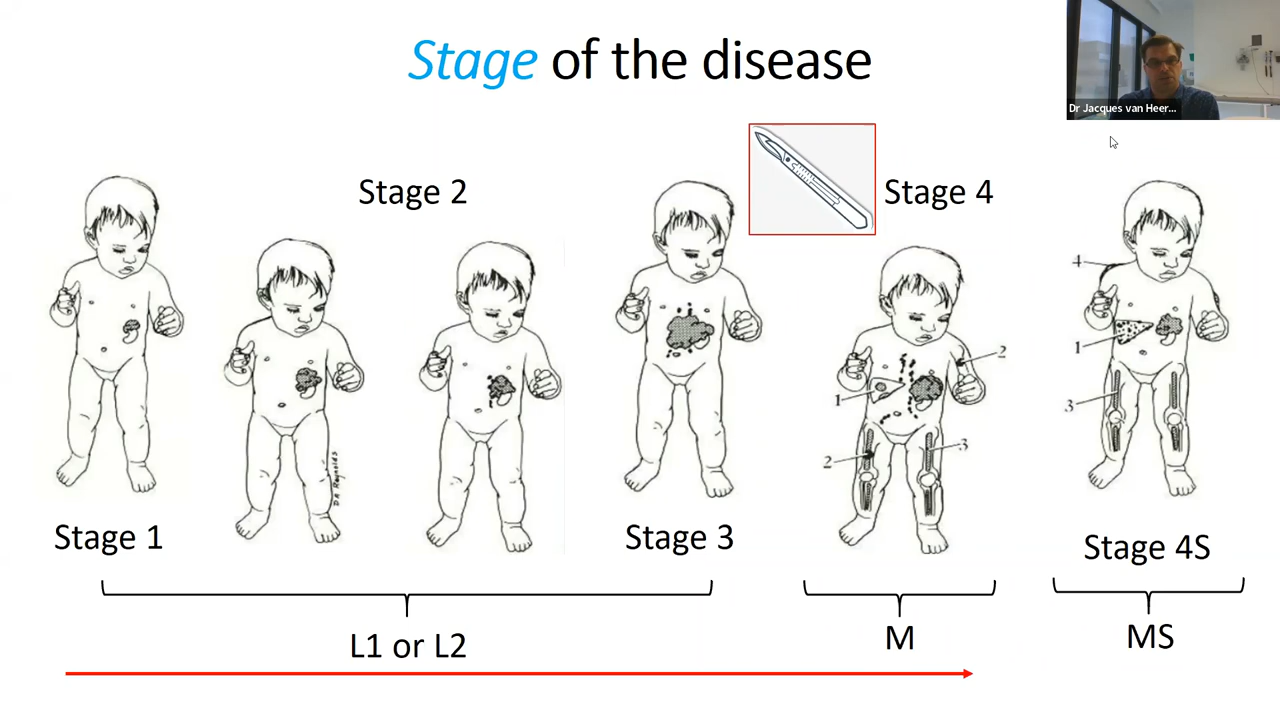 Stage of the disease
Dr Jacques van Heer...
Stage 2
Stage 4
4
1
3
2
1
2
3
D A Reynolds
Stage 1
Stage 3
Stage 4S
L1 or L2
M
MS